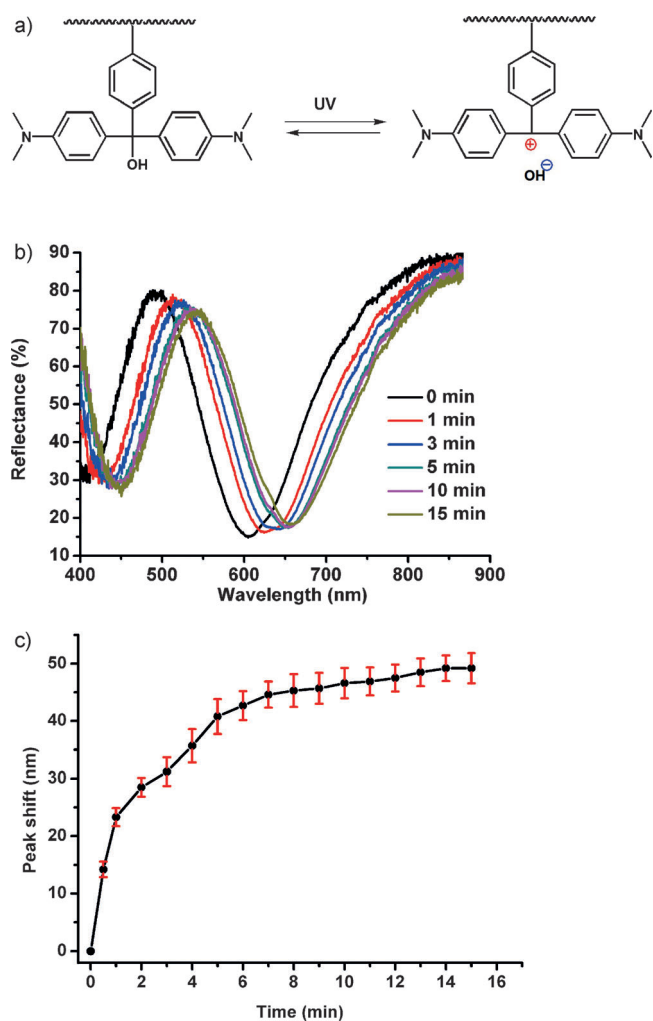 a)
N
OH
N
UV
N
⊕
N
OH
⊖
b)
90
80
70
60
50
40
30
20
10
Reflectance (%)
0 min
1 min
3 min
5 min
10 min
15 min
400 500 600 700 800 900
Wavelength (nm)
c)
50
40
30
20
10
0
Peak shift (nm)
0 2 4 6 8 10 12 14 16
Time (min)